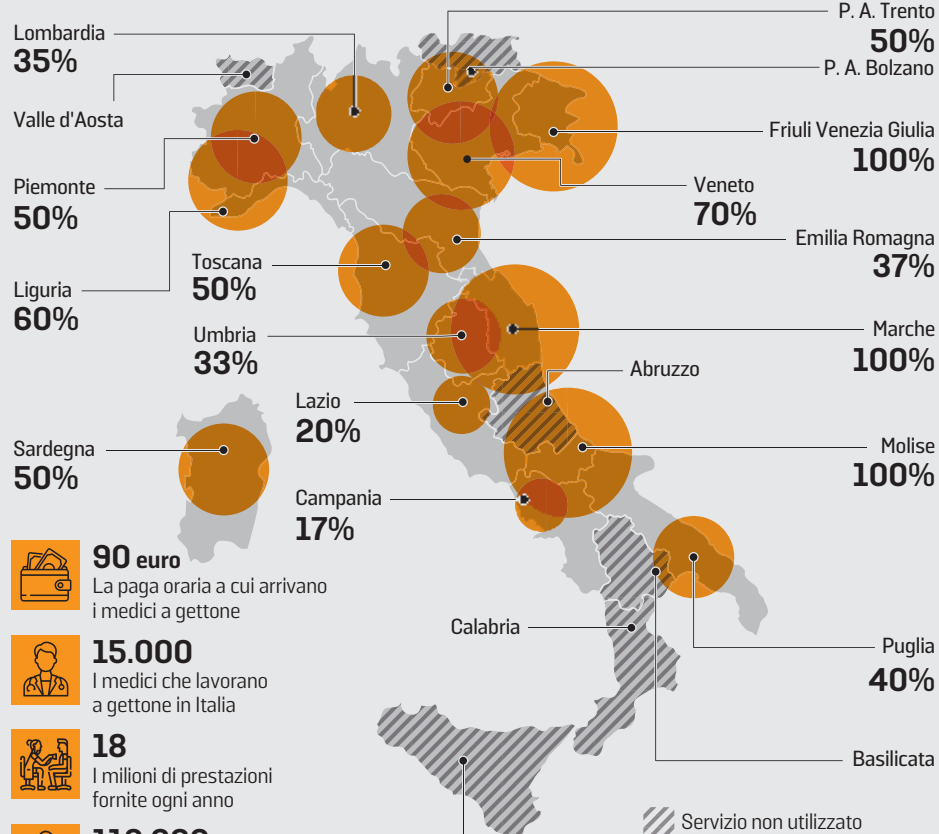 Lombardia
35%
Valle d'Aosta
Piemonte
50%
Liguria
60%
Toscana
50%
Umbria
33%
Lazio
20%
Sardegna
50%
Campania
17%
P. A. Trento
50%
P. A. Bolzano
Friuli Venezia Giulia
100%
Veneto
70%
Emilia Romagna
37%
Marche
100%
Abruzzo
Molise
100%
Calabria
Puglia
40%
Basilicata
90 euro
La paga oraria a cui arrivano
i medici a gettone
15.000
I medici che lavorano
a gettone in Italia
18
I milioni di prestazioni
fornite ogni anno
Servizio non utilizzato